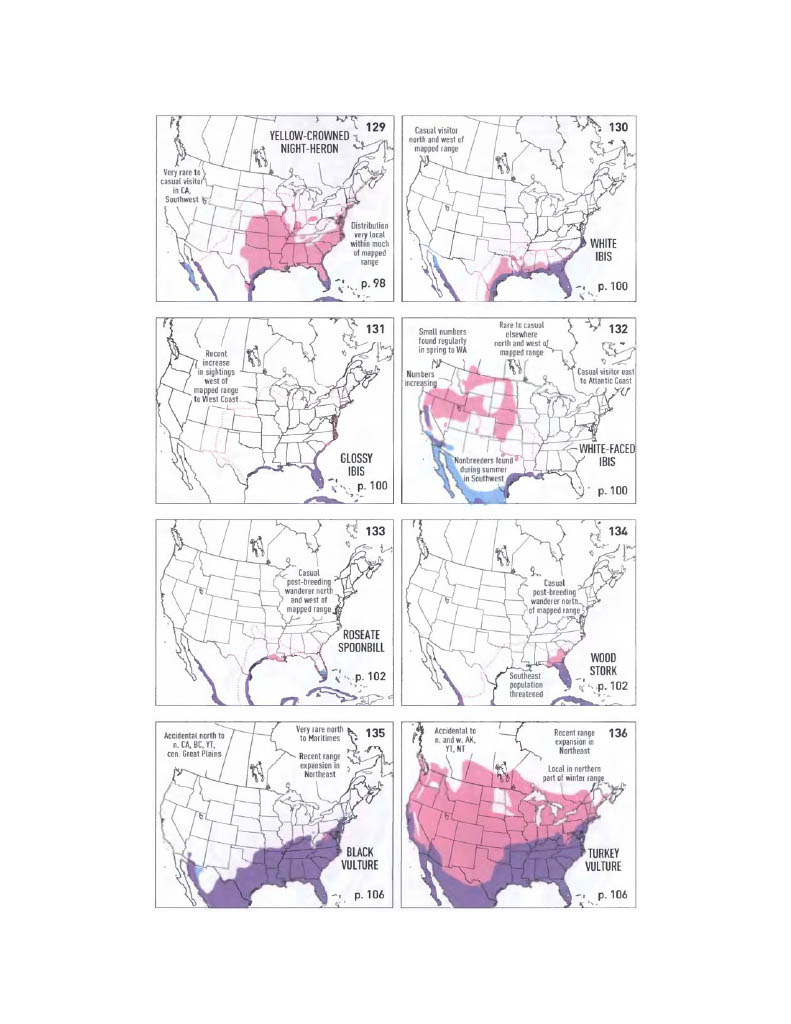 129
YELLOW-CROWNED
NIGHT-HERON
Very rare to
casual visitor
in CA,
Southwest
Distribution
very local
within much
of mapped
range
p. 98
130
Casual visitor
north and west of
mapped range
WHITE
IBIS
p. 100
131
Recent
increase
in sightings
west of
mapped range
to West Coast
GLOSSY
IBIS
p. 100
132
Small numbers
found regularly
in spring to WA
Rare to casual
elsewhere
north and west of
mapped range
Numbers
increasing
Casual visitor east
to Atlantic Coast
Nonbreeders found
during summer
in Southwest
WHITE-FACED
IBIS
p. 100
133
Casual
post-breeding
wanderer north
and west of
mapped range
ROSEATE
SPOONBILL
p. 102
134
Casual
post-breeding
wanderer north
of mapped range
WOOD
STORK
Southeast
population
threatened
p. 102
135
Accidental north to
n. CA, BC, YT,
cen. Great Plains
Very rare north
to Maritimes
Recent range
expansion in
Northeast
BLACK
VULTURE
p. 106
136
Accidental to
n. and w. AK,
YT, NT
Recent range
expansion in
Northeast
Local in northern
part of winter range
TURKEY
VULTURE
p. 106